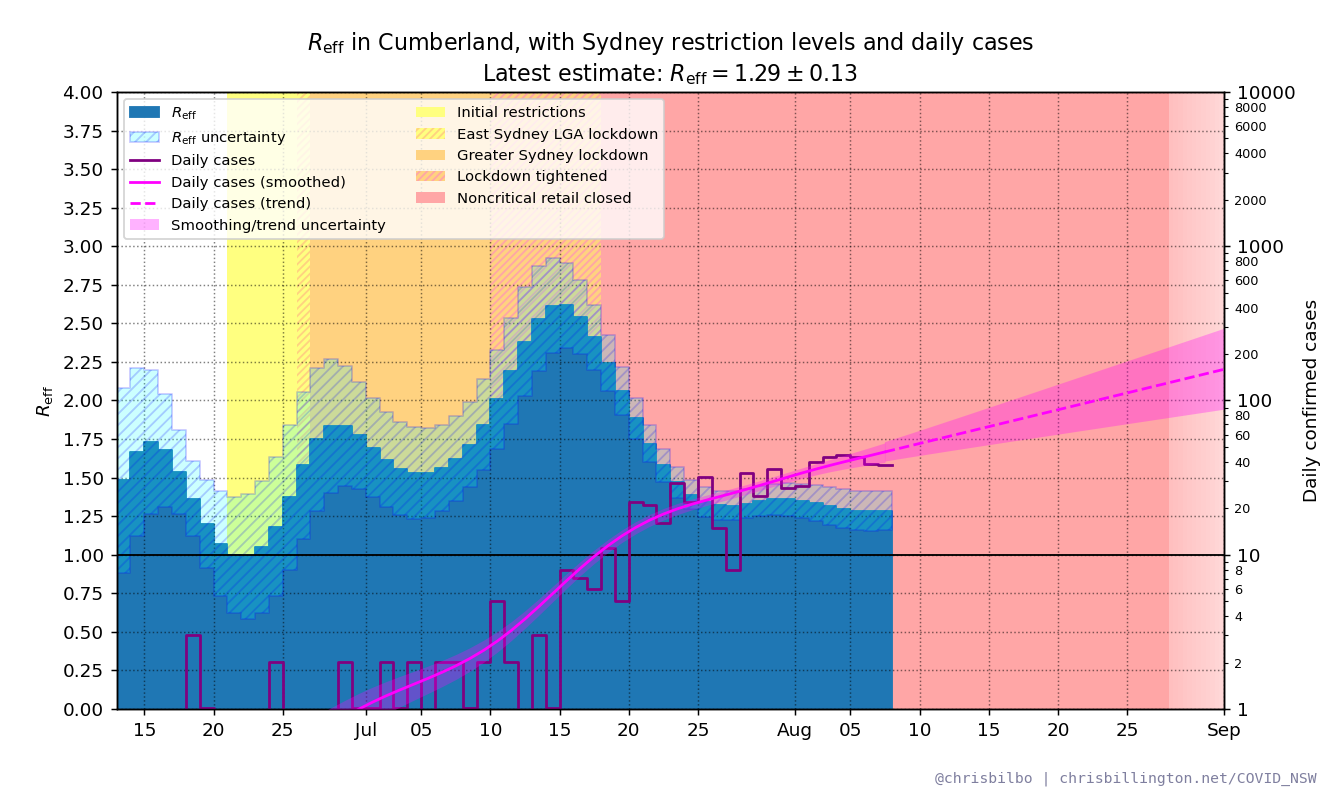 R_eff in Cumberland, with Sydney restriction levels and daily cases
Latest estimate: R_eff = 1.29 ± 0.13
R_eff
R_eff uncertainty
Daily cases
Daily cases (smoothed)
Daily cases (trend)
Smoothing/trend uncertainty
Initial restrictions
East Sydney LGA lockdown
Greater Sydney lockdown
Lockdown tightened
Noncritical retail closed
R_eff
4.00
3.75
3.50
3.25
3.00
2.75
2.50
2.25
2.00
1.75
1.50
1.25
1.00
0.75
0.50
0.25
0.00
10000
8000
6000
4000
2000
1000
800
600
400
200
100
80
60
40
20
10
8
6
4
2
1
Daily confirmed cases
15 20 25 Jul 05 10 15 20 25 Aug 05 10 15 20 25 Sep
@chrisbilbo | chrisbillington.net/COVID_NSW